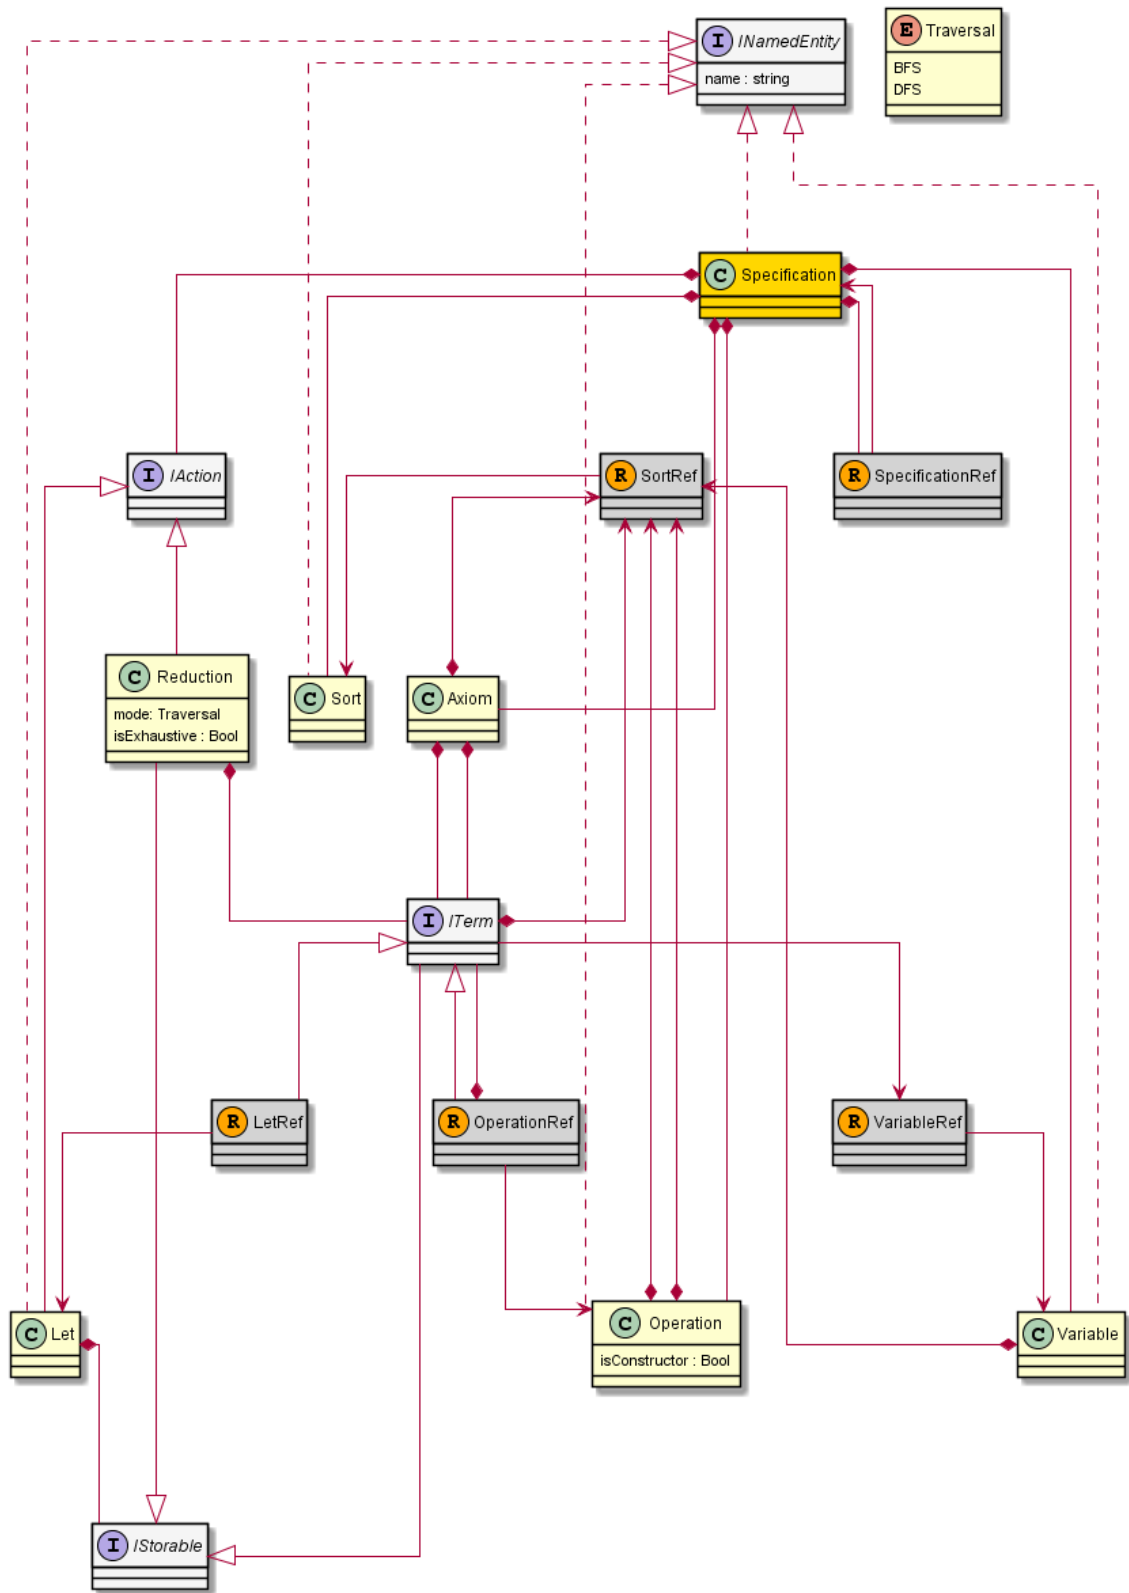 I INamedEntity
name : string
E Traversal
BFS
DFS
C Specification
I IAction
R SortRef
R SpecificationRef
C Reduction
mode: Traversal
isExhaustive : Bool
C Sort
C Axiom
I ITerm
R LetRef
R OperationRef
R VariableRef
C Let
C Operation
isConstructor : Bool
C Variable
I IStorable